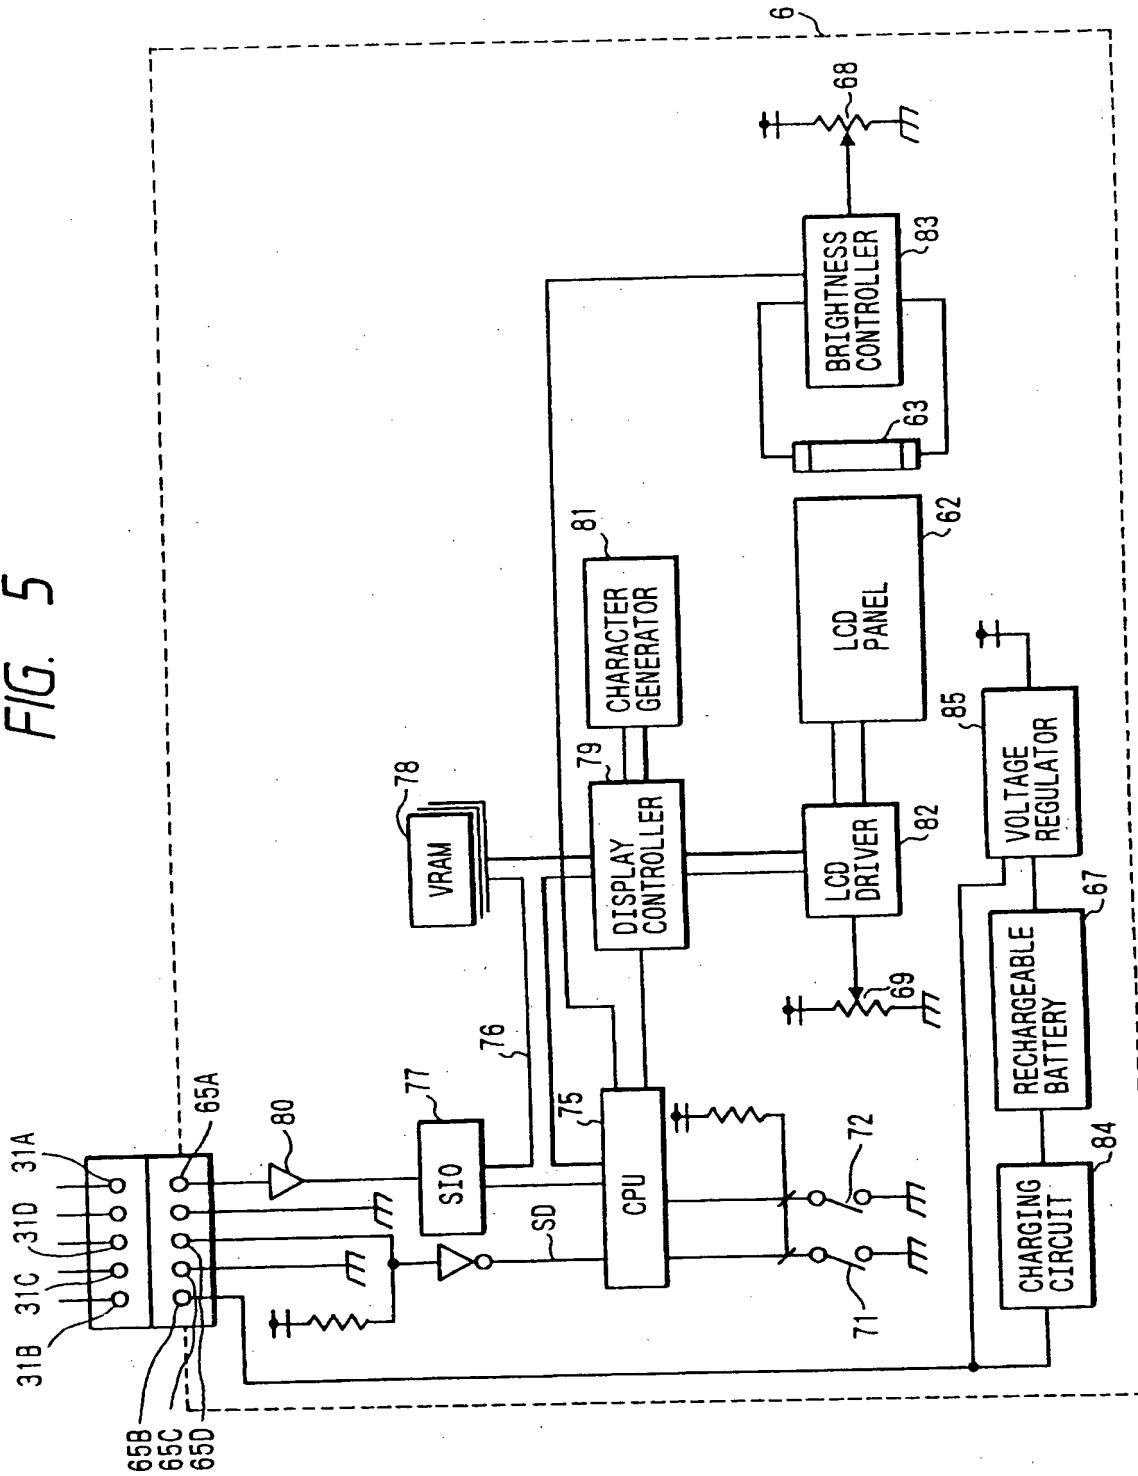 FIG. 5
6
31A
31D
31C
31B
65A
65B
65C
65D
80
77
SIO
76
78
VRAM
SD
75
CPU
79
DISPLAY
CONTROLLER
81
CHARACTER
GENERATOR
72
71
69
LCD
DRIVER
82
LCD
PANEL
62
63
BRIGHTNESS
CONTROLLER
83
68
CHARGING
CIRCUIT
84
RECHARGEABLE
BATTERY
67
VOLTAGE
REGULATOR
85